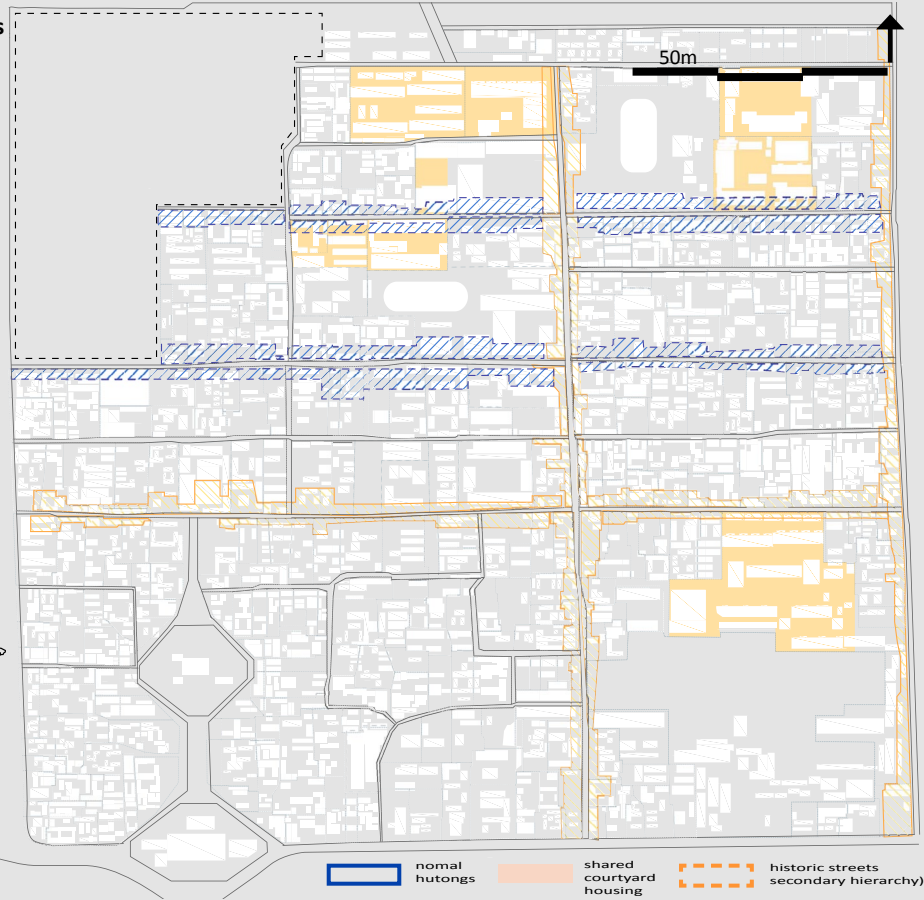 s
50m
nomal
hutongs
shared
courtyard
housing
historic streets
secondary hierarchy)